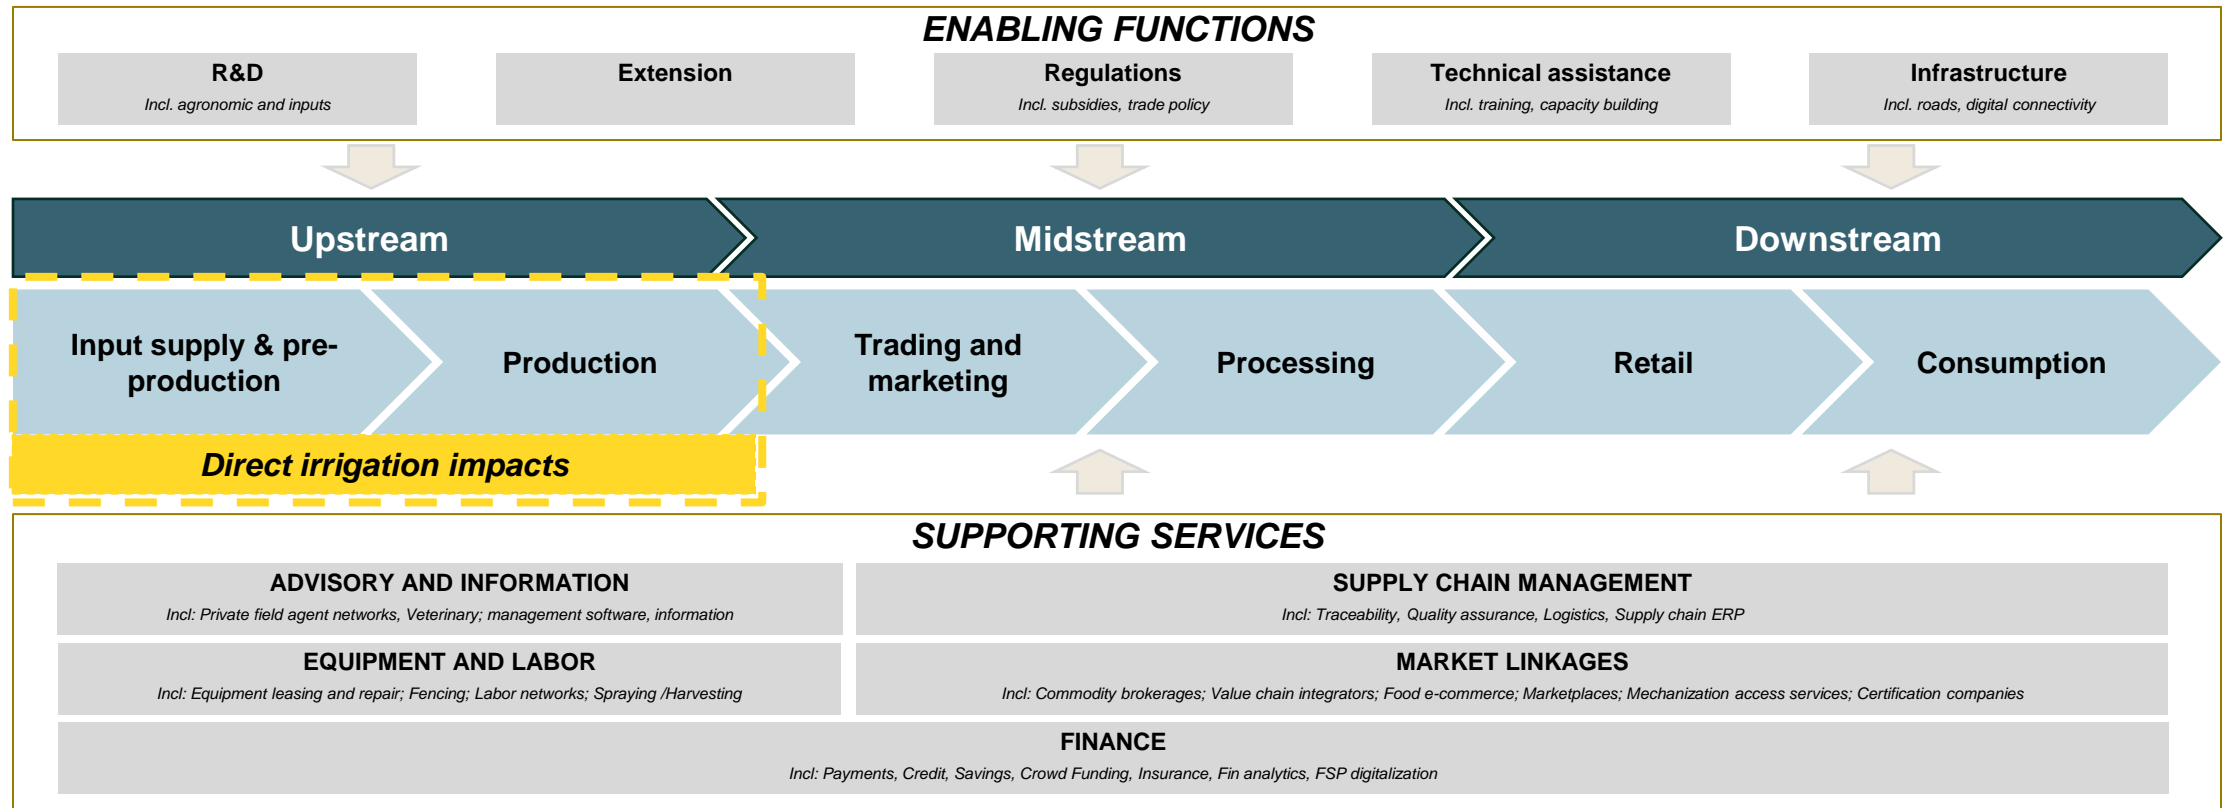 ENABLING FUNCTIONS
R&D
Incl. agronomic and inputs
Extension
Regulations
Incl. subsidies, trade policy
Technical assistance
Incl. training, capacity building
Infrastructure
Incl. roads, digital connectivity
Upstream
Midstream
Downstream
Input supply & pre-
production
Production
Trading and
marketing
Processing
Retail
Consumption
Direct irrigation impacts
SUPPORTING SERVICES
ADVISORY AND INFORMATION
Incl: Private field agent networks, Veterinary; management software, information
SUPPLY CHAIN MANAGEMENT
Incl: Traceability, Quality assurance, Logistics, Supply chain ERP
EQUIPMENT AND LABOR
Incl: Equipment leasing and repair; Fencing; Labor networks; Spraying /Harvesting
MARKET LINKAGES
Incl: Commodity brokerages; Value chain integrators; Food e-commerce; Marketplaces; Mechanization access services; Certification companies
FINANCE
Incl: Payments, Credit, Savings, Crowd Funding, Insurance, Fin analytics, FSP digitalization